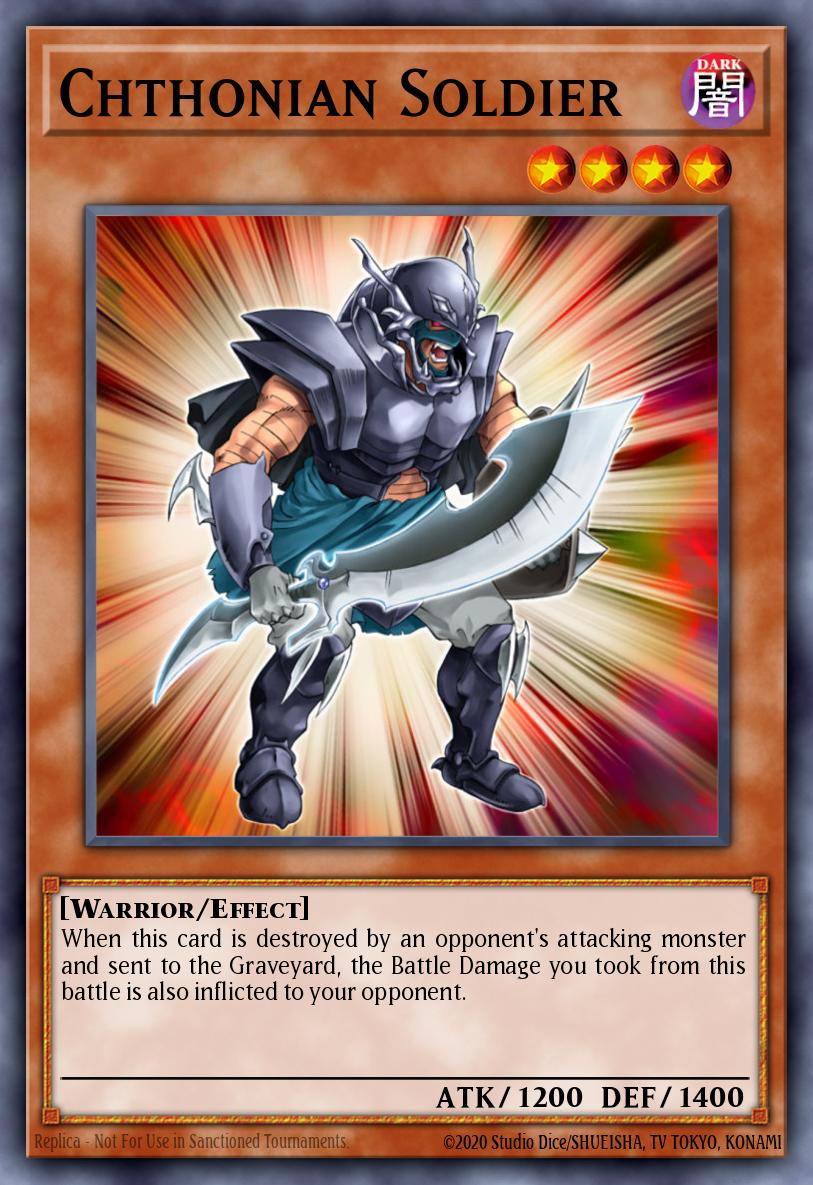 Chthonian Soldier
DARK
闇
[Warrior/Effect]
When this card is destroyed by an opponent's attacking monster
and sent to the Graveyard, the Battle Damage you took from this
battle is also inflicted to your opponent.
ATK/1200 DEF/1400
Replica - Not For Use in Sanctioned Tournaments.
©2020 Studio Dice/SHUEISHA, TV TOKYO, KONAMI